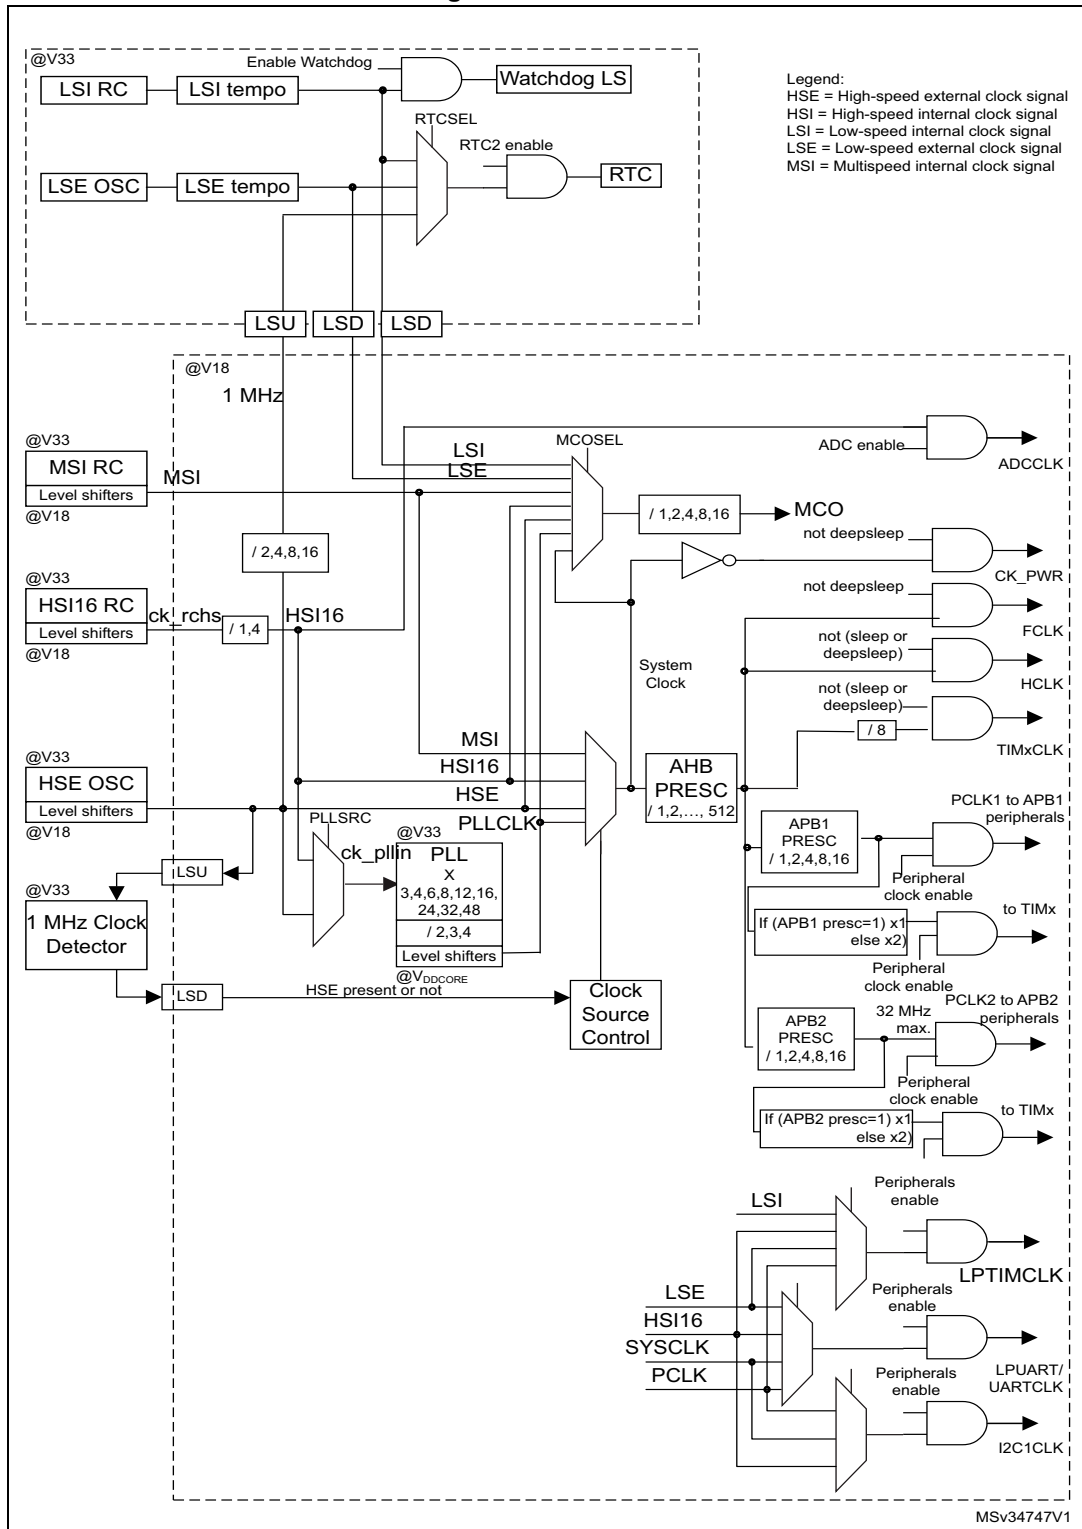 @V33
Enable Watchdog
LSI RC
LSI tempo
Watchdog LS
Legend:
HSE = High-speed external clock signal
HSI = High-speed internal clock signal
LSI = Low-speed internal clock signal
LSE = Low-speed external clock signal
MSI = Multispeed internal clock signal
RTCSEL
RTC2 enable
LSE OSC
LSE tempo
RTC
LSU
LSD
LSD
@V18
1 MHz
@V33
MSI RC
Level shifters
@V18
MSI
LSI
LSE
MCOSEL
ADC enable
ADCCLK
/ 1,2,4,8,16
MCO
/ 2,4,8,16
not deepsleep
CK_PWR
@V33
HSI16 RC
Level shifters
@V18
ck_rchs
/ 1,4
HSI16
not deepsleep
FCLK
System
Clock
not (sleep or
deepsleep)
HCLK
not (sleep or
deepsleep)
/ 8
TIMxCLK
@V33
HSE OSC
Level shifters
@V18
MSI
HSI16
HSE
PLLCLK
AHB
PRESC
/ 1,2,..., 512
PLLSRC
ck_pllin
@V33
PLL
X
3,4,6,8,12,16,
24,32,48
/ 2,3,4
Level shifters
@VDDCORE
APB1
PRESC
/ 1,2,4,8,16
PCLK1 to APB1
peripherals
Peripheral
clock enable
LSU
@V33
1 MHz Clock
Detector
LSD
HSE present or not
Clock
Source
Control
If (APB1 presc=1) x1
else x2)
to TIMx
Peripheral
clock enable
PCLK2 to APB2
peripherals
32 MHz
max.
APB2
PRESC
/ 1,2,4,8,16
Peripheral
clock enable
If (APB2 presc=1) x1
else x2)
to TIMx
LSI
Peripherals
enable
LPTIMCLK
LSE
HSI16
SYSCLK
PCLK
Peripherals
enable
LPUART/
UARTCLK
Peripherals
enable
I2C1CLK
MSv34747V1